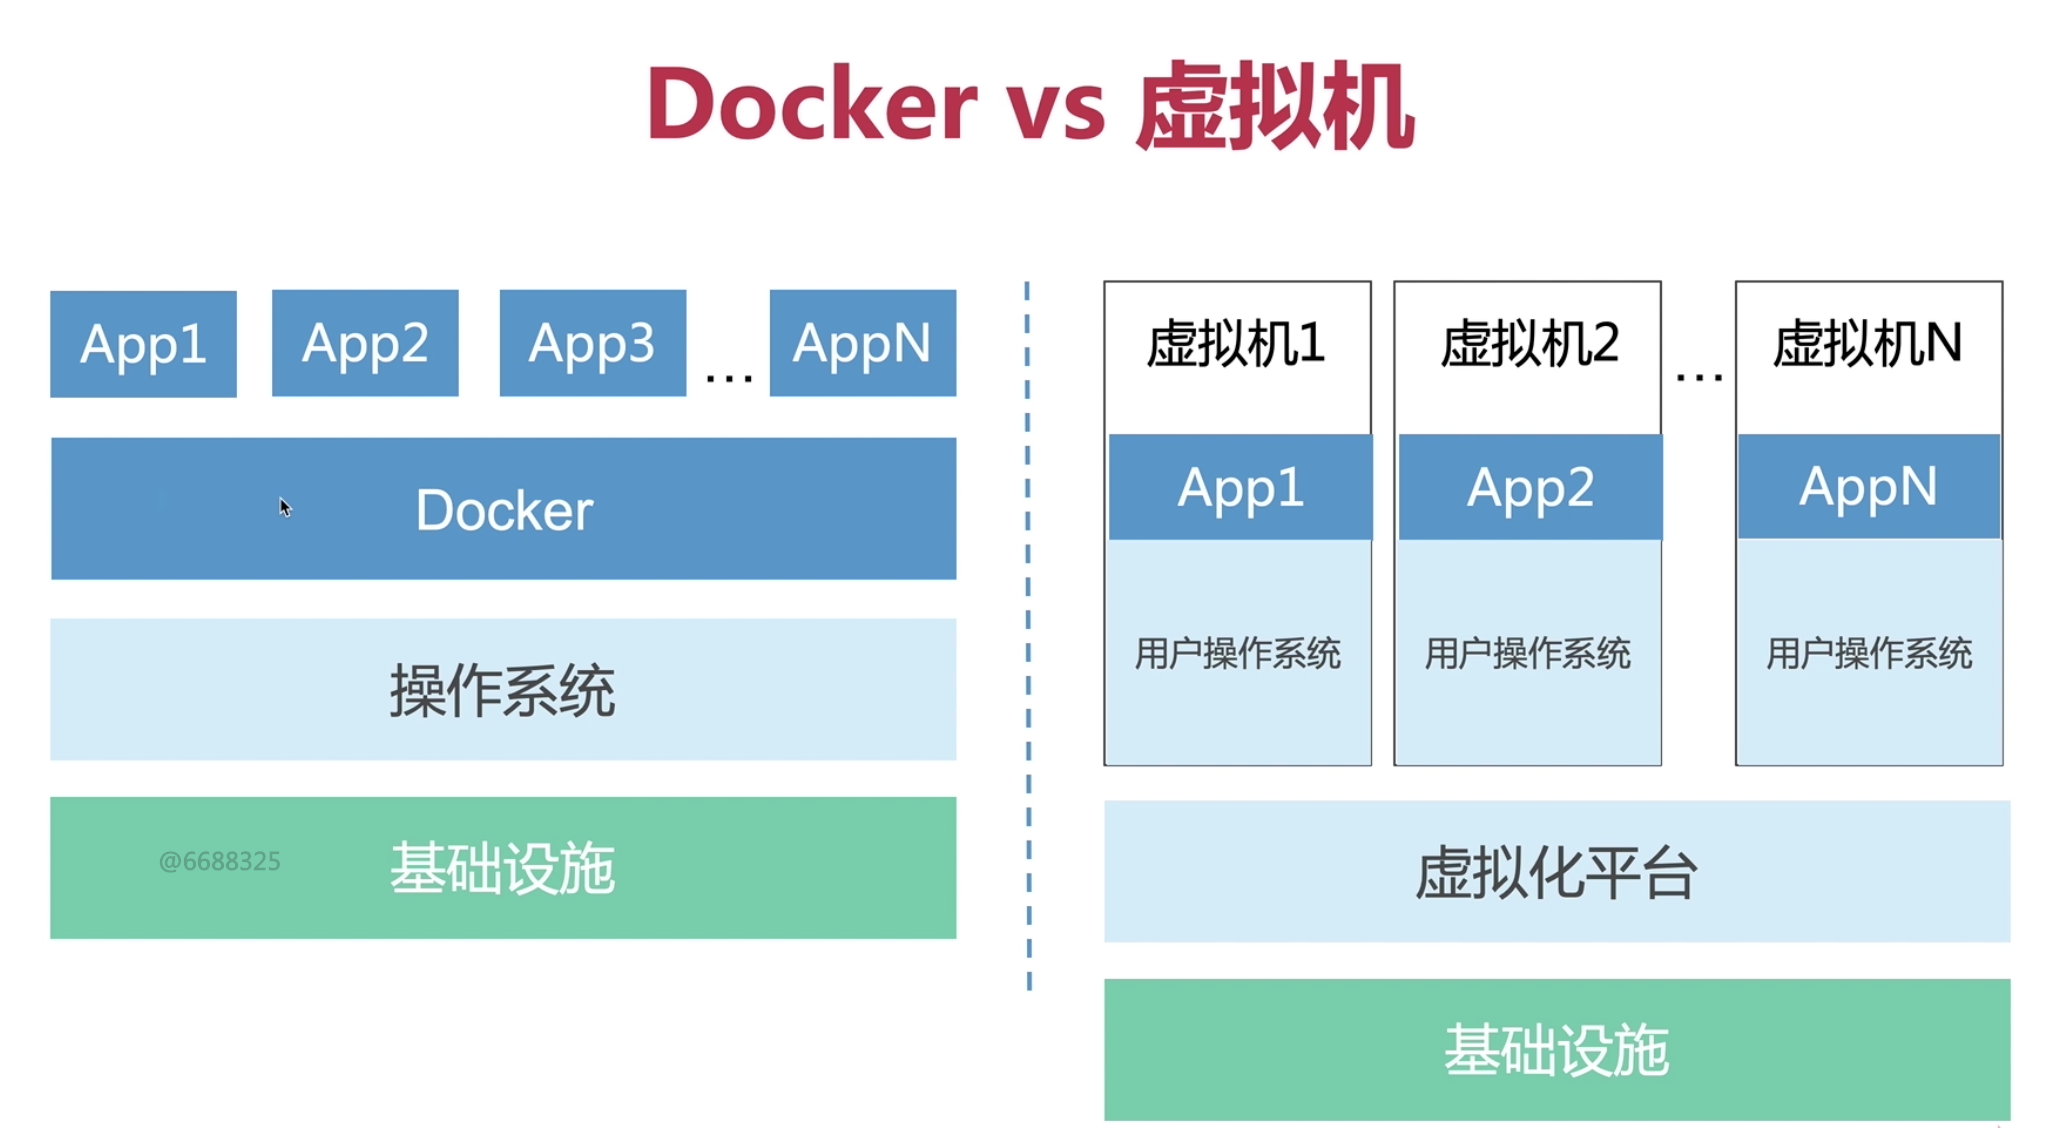 Docker vs 虚拟机
App1
App2
App3
...
AppN
Docker
操作系统
@6688325
基础设施
虚拟机1
虚拟机2
...
虚拟机N
App1
App2
AppN
用户操作系统
用户操作系统
用户操作系统
虚拟化平台
基础设施